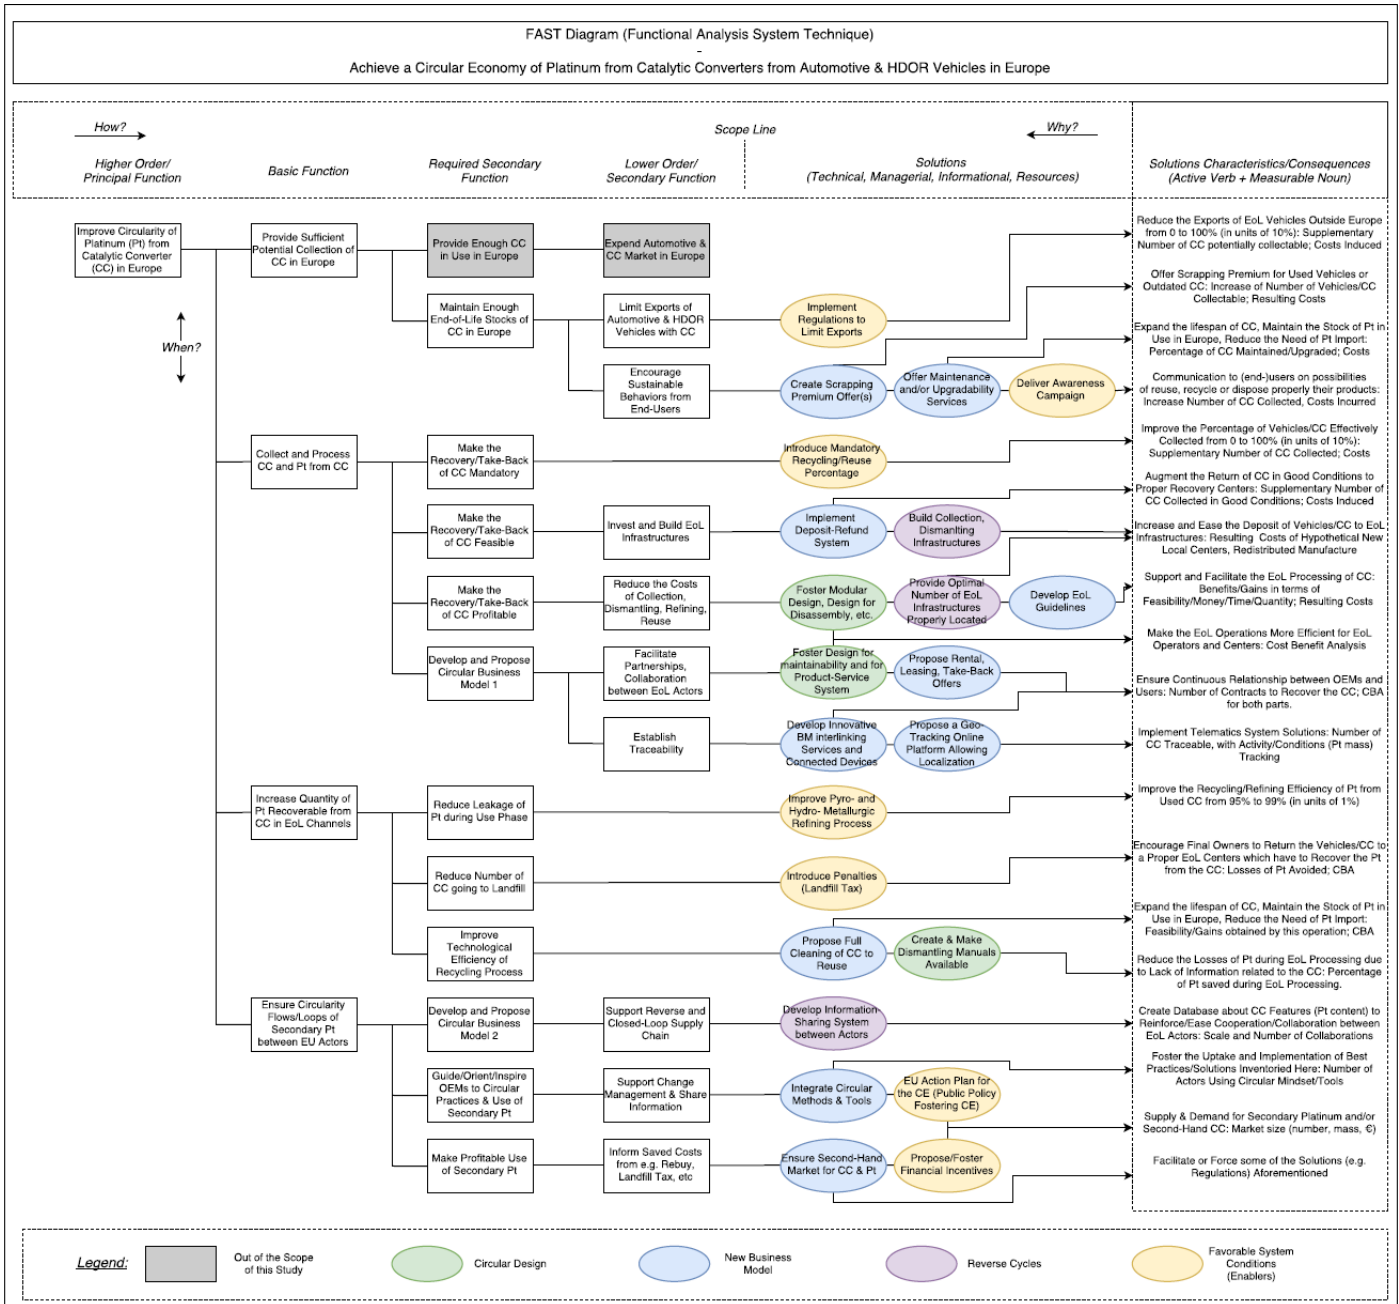 FAST Diagram (Functional Analysis System Technique)
-
Achieve a Circular Economy of Platinum from Catalytic Converters from Automotive & HDOR Vehicles in Europe
How?
Scope Line
Why?
Higher Order/
Principal Function
Basic Function
Required Secondary
Function
Lower Order/
Secondary Function
Solutions
(Technical, Managerial, Informational, Resources)
Solutions Characteristics/Consequences
(Active Verb + Measurable Noun)
Improve Circularity of
Platinum (Pt) from
Catalytic Converter
(CC) in Europe
When?
Provide Sufficient
Potential Collection of
CC in Europe
Provide Enough CC
in Use in Europe
Expend Automotive &
CC Market in Europe
Maintain Enough
End-of-Life Stocks of
CC in Europe
Limit Exports of
Automotive & HDOR
Vehicles with CC
Implement
Regulations to
Limit Exports
Encourage
Sustainable
Behaviors from
End-Users
Create Scrapping
Premium Offer(s)
Offer Maintenance
and/or Upgradability
Services
Deliver Awareness
Campaign
Reduce the Exports of EoL Vehicles Outside Europe
from 0 to 100% (in units of 10%): Supplementary
Number of CC potentially collectable; Costs Induced
Offer Scrapping Premium for Used Vehicles or
Outdated CC: Increase of Number of Vehicles/CC
Collectable; Resulting Costs
Expand the lifespan of CC, Maintain the Stock of Pt in
Use in Europe, Reduce the Need of Pt Import:
Percentage of CC Maintained/Upgraded; Costs
Communication to (end-)users on possibilities
of reuse, recycle or dispose properly their products:
Increase Number of CC Collected, Costs Incurred
Collect and Process
CC and Pt from CC
Make the
Recovery/Take-Back
of CC Mandatory
Introduce Mandatory
Recycling/Reuse
Percentage
Improve the Percentage of Vehicles/CC Effectively
Collected from 0 to 100% (in units of 10%):
Supplementary Number of CC Collected; Costs
Make the
Recovery/Take-Back
of CC Feasible
Invest and Build EoL
Infrastructures
Implement
Deposit-Refund
System
Build Collection,
Dismanlting
Infrastructures
Augment the Return of CC in Good Conditions to
Proper Recovery Centers: Supplementary Number of
CC Collected in Good Conditions; Costs Induced
Increase and Ease the Deposit of Vehicles/CC to EoL
Infrastructures: Resulting Costs of Hypothetical New
Local Centers, Redistributed Manufacture
Make the
Recovery/Take-Back
of CC Profitable
Reduce the Costs
of Collection,
Dismantling, Refining,
Reuse
Foster Modular
Design, Design for
Disassembly, etc.
Provide Optimal
Number of EoL
Infrastructures
Properly Located
Develop EoL
Guidelines
Support and Facilitate the EoL Processing of CC:
Benefits/Gains in terms of
Feasibility/Money/Time/Quantity; Resulting Costs
Make the EoL Operations More Efficient for EoL
Operators and Centers: Cost Benefit Analysis
Develop and Propose
Circular Business
Model 1
Facilitate
Partnerships,
Collaboration
between EoL Actors
Foster Design for
maintainability and for
Product-Service
System
Propose Rental,
Leasing, Take-Back
Offers
Ensure Continuous Relationship between OEMs and
Users: Number of Contracts to Recover the CC; CBA
for both parts.
Establish
Traceability
Develop Innovative
BM interlinking
Services and
Connected Devices
Propose a Geo-
Tracking Online
Platform Allowing
Localization
Implement Telematics System Solutions: Number of
CC Traceable, with Activity/Conditions (Pt mass)
Tracking
Increase Quantity of
Pt Recoverable from
CC in EoL Channels
Reduce Leakage of
Pt during Use Phase
Improve Pyro- and
Hydro- Metallurgic
Refining Process
Improve the Recycling/Refining Efficiency of Pt from
Used CC from 95% to 99% (in units of 1%)
Reduce Number of
CC going to Landfill
Introduce Penalties
(Landfill Tax)
Encourage Final Owners to Return the Vehicles/CC to
a Proper EoL Centers which have to Recover the Pt
from the CC: Losses of Pt Avoided; CBA
Improve
Technological
Efficiency of
Recycling Process
Propose Full
Cleaning of CC to
Reuse
Create & Make
Dismantling Manuals
Available
Expand the lifespan of CC, Maintain the Stock of Pt in
Use in Europe, Reduce the Need of Pt Import:
Feasibility/Gains obtained by this operation; CBA
Reduce the Losses of Pt during EoL Processing due
to Lack of Information related to the CC: Percentage
of Pt saved during EoL Processing.
Ensure Circularity
Flows/Loops of
Secondary Pt
between EU Actors
Develop and Propose
Circular Business
Model 2
Support Reverse and
Closed-Loop Supply
Chain
Develop Information
Sharing System
between Actors
Create Database about CC Features (Pt content) to
Reinforce/Ease Cooperation/Collaboration between
EoL Actors: Scale and Number of Collaborations
Guide/Orient/Inspire
OEMs to Circular
Practices & Use of
Secondary Pt
Support Change
Management & Share
Information
Integrate Circular
Methods & Tools
EU Action Plan for
the CE (Public Policy
Fostering CE)
Foster the Uptake and Implementation of Best
Practices/Solutions Inventoried Here: Number of
Actors Using Circular Mindset/Tools
Supply & Demand for Secondary Platinum and/or
Second-Hand CC: Market size (number, mass, €)
Make Profitable Use
of Secondary Pt
Inform Saved Costs
from e.g. Rebuy,
Landfill Tax, etc
Ensure Second-Hand
Market for CC & Pt
Propose/Foster
Financial Incentives
Facilitate or Force some of the Solutions (e.g.
Regulations) Aforementioned
Legend:
Out of the Scope
of this Study
Circular Design
New Business
Model
Reverse Cycles
Favorable System
Conditions
(Enablers)